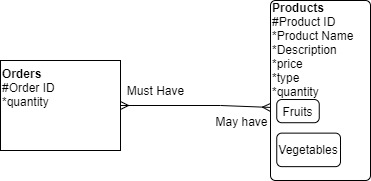 Orders
#Order ID
*quantity
Must Have
May have
Products
#Product ID
*Product Name
*Description
*price
*type
*quantity
Fruits
Vegetables